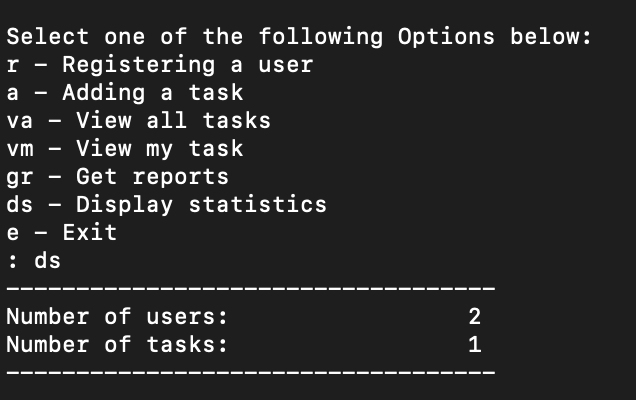 Select one of the following Options below:
r – Registering a user
a – Adding a task
va – View all tasks
vm – View my task
gr – Get reports
ds – Display statistics
e – Exit
: ds
-----------------------------------
Number of users:                 2
Number of tasks:                 1
-----------------------------------